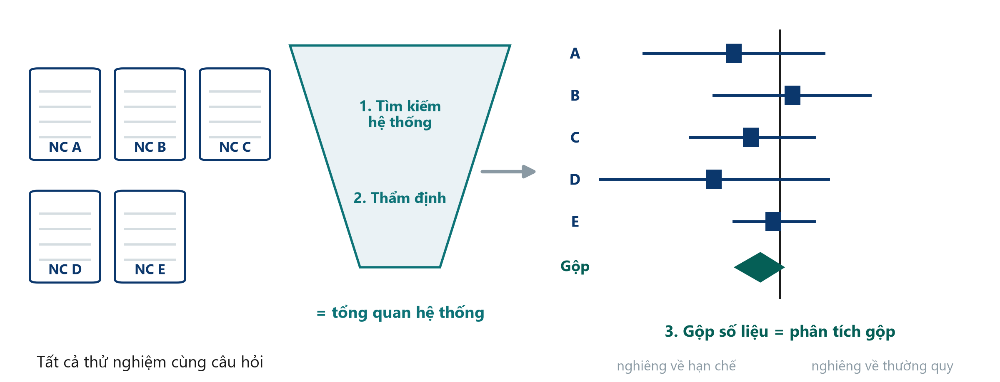 NC A
NC B
NC C
NC D
NC E
Tất cả thử nghiệm cùng câu hỏi
1. Tìm kiếm
hệ thống
2. Thẩm định
= tổng quan hệ thống
A
B
C
D
E
Gộp
3. Gộp số liệu = phân tích gộp
nghiêng về hạn chế
nghiêng về thường quy